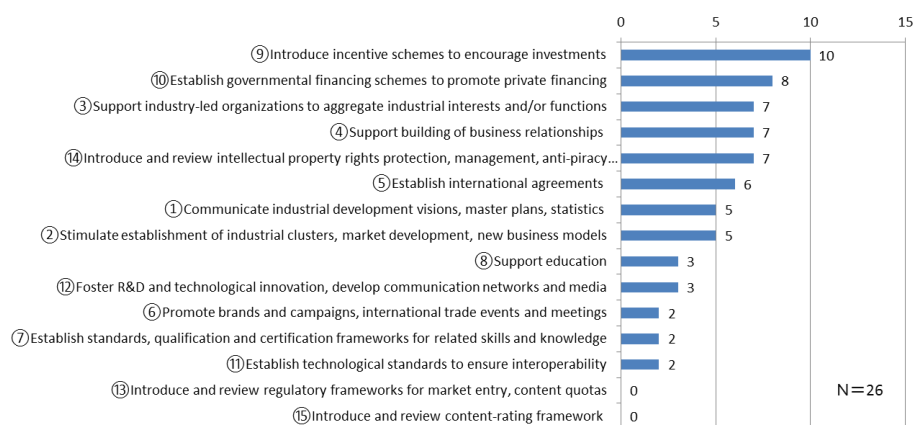 0 5 10 15
⑨Introduce incentive schemes to encourage investments 10
⑩Establish governmental financing schemes to promote private financing 8
③Support industry-led organizations to aggregate industrial interests and/or functions 7
④Support building of business relationships 7
⑭Introduce and review intellectual property rights protection, management, anti-piracy... 7
⑤Establish international agreements 6
①Communicate industrial development visions, master plans, statistics 5
②Stimulate establishment of industrial clusters, market development, new business models 5
⑧Support education 3
⑫Foster R&D and technological innovation, develop communication networks and media 3
⑥Promote brands and campaigns, international trade events and meetings 2
⑦Establish standards, qualification and certification frameworks for related skills and knowledge 2
⑪Establish technological standards to ensure interoperability 2
⑬Introduce and review regulatory frameworks for market entry, content quotas 0
N=26
⑮Introduce and review content-rating framework 0